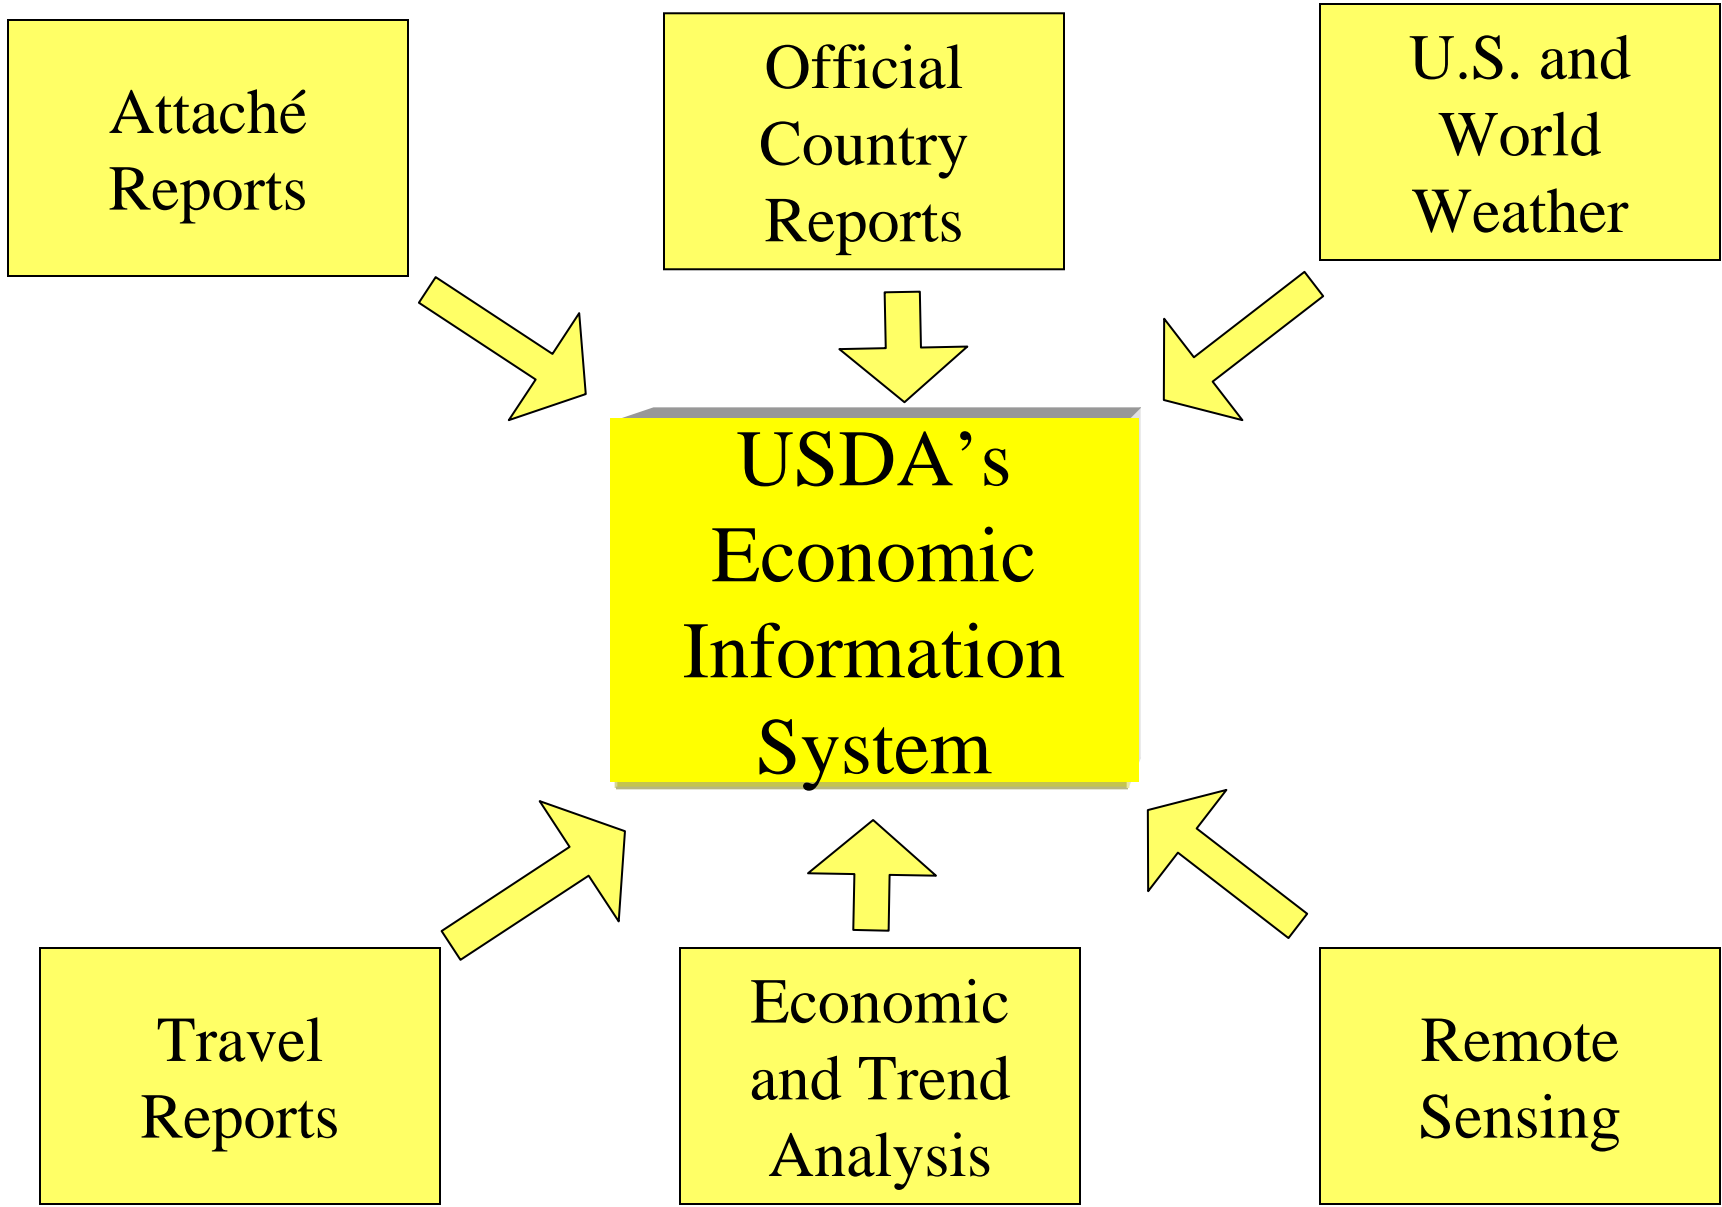 Attaché
Reports
Official
Country
Reports
U.S. and
World
Weather
USDA’s
Economic
Information
System
Travel
Reports
Economic
and Trend
Analysis
Remote
Sensing